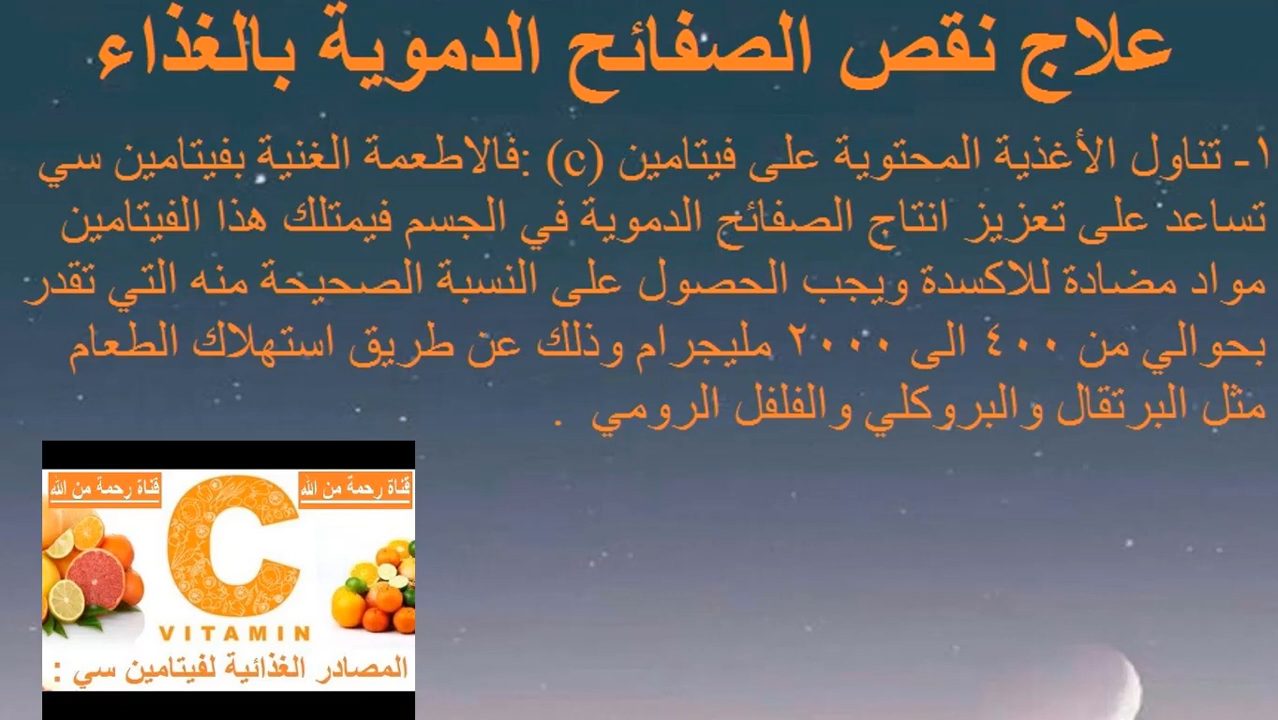 علاج نقص الصفائح الدموية بالغذاء
١- تناول الأغذية المحتوية على فيتامين (c) :فالاطعمة الغنية بفيتامين سي
تساعد على تعزيز انتاج الصفائح الدموية في الجسم فيمتلك هذا الفيتامين
مواد مضادة للاكسدة ويجب الحصول على النسبة الصحيحة منه التي تقدر
بحوالي من ٤٠٠ الى ٢٠٠٠ مليجرام وذلك عن طريق استهلاك الطعام
مثل البرتقال والبروكلي والفلفل الرومي .
قناة رحمة من الله
قناة رحمة من الله
C
VITAMIN
المصادر الغذائية لفيتامين سي :